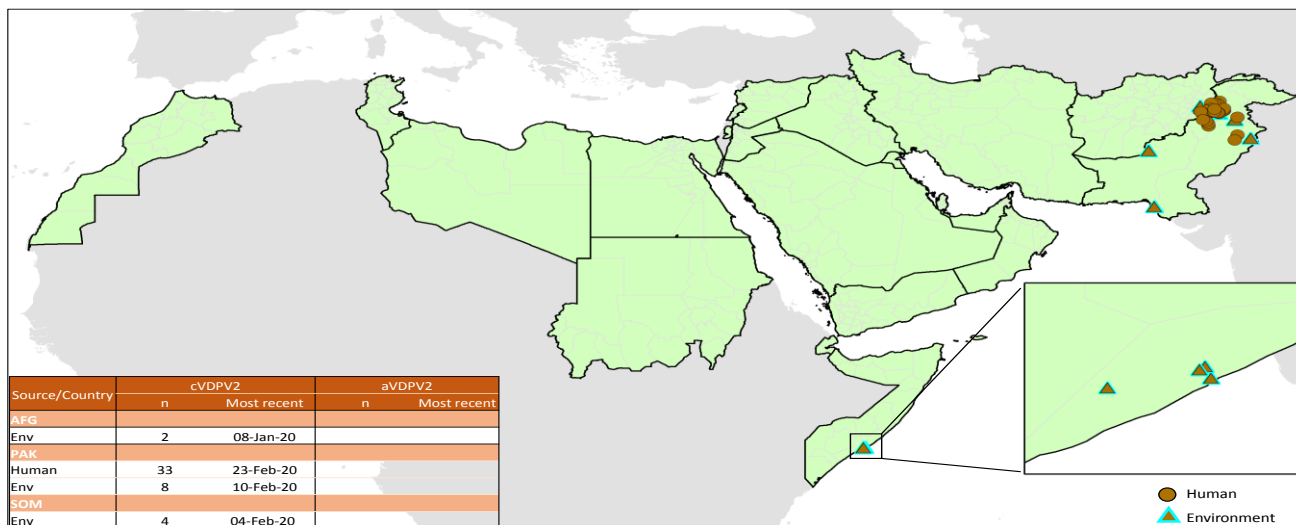 Source/Country cVDPV2 aVDPV2
n Most recent n Most recent
AFG
Env 2 08-Jan-20
PAK
Human 33 23-Feb-20
Env 8 10-Feb-20
SOM
Env 4 04-Feb-20
Human
Environment